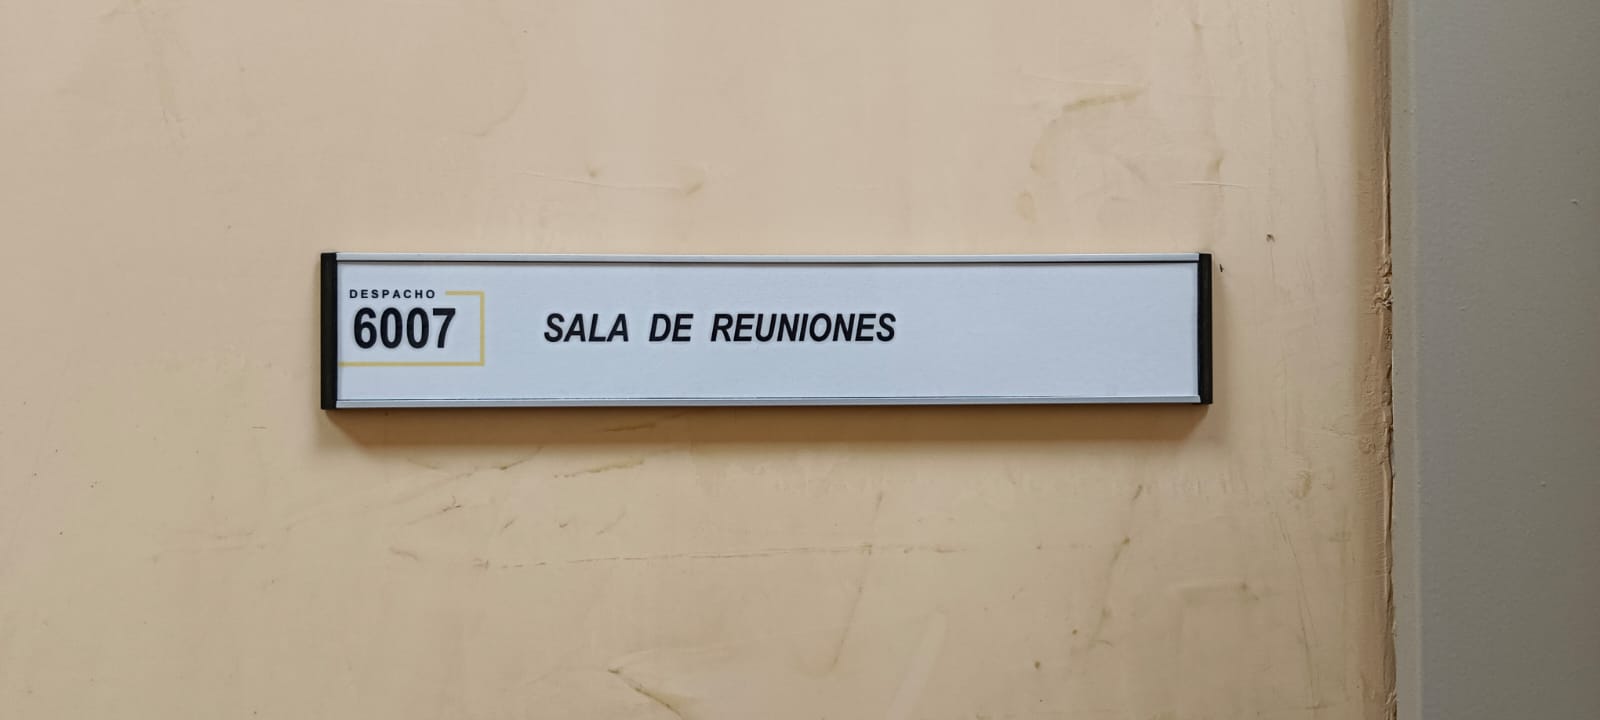 DESPACHO
6007
SALA DE REUNIONES